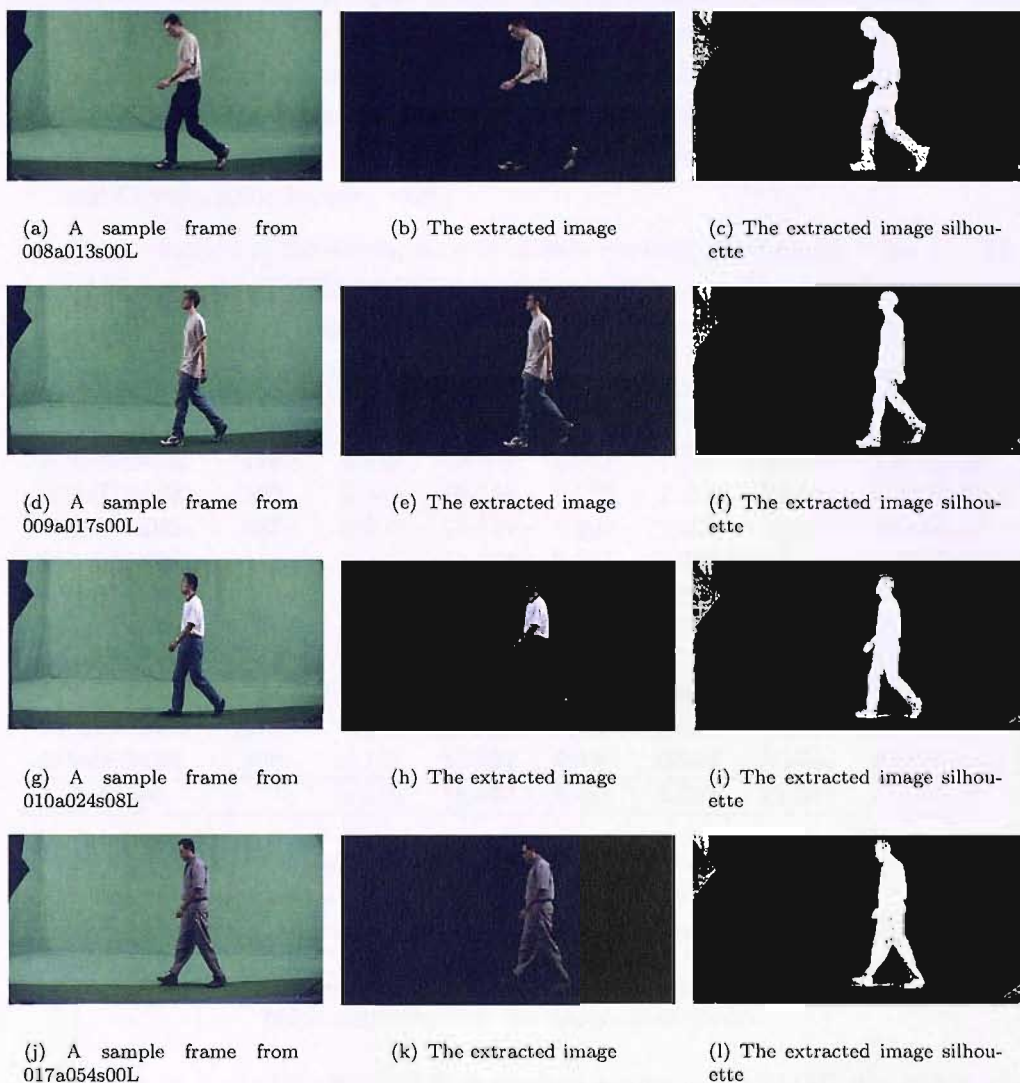 (a) A sample frame from
008a013s00L
(b) The extracted image
(c) The extracted image silhou-
ette
(d) A sample frame from
009a017s00L
(e) The extracted image
(f) The extracted image silhou-
ette
(g) A sample frame from
010a024s08L
(h) The extracted image
(i) The extracted image silhou-
ette
(j) A sample frame from
017a054s00L
(k) The extracted image
(l) The extracted image silhou-
ette